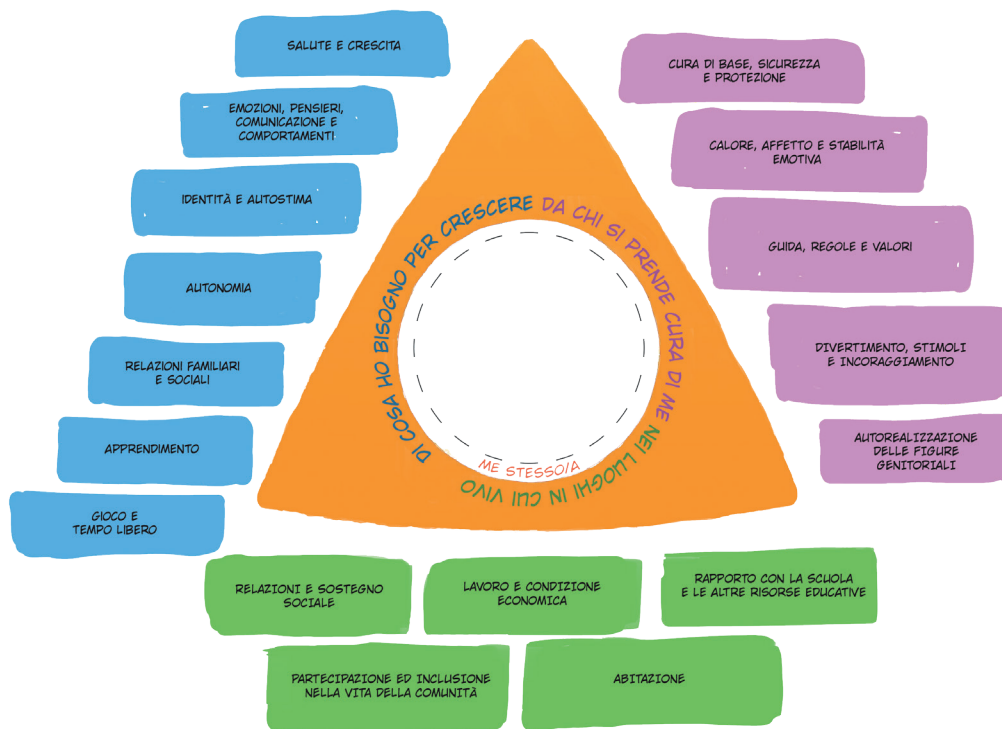 SALUTE E CRESCITA
EMOZIONI, PENSIERI,
COMUNICAZIONE E
COMPORTAMENTI
IDENTITÀ E AUTOSTIMA
AUTONOMIA
RELAZIONI FAMILIARI
E SOCIALI
APPRENDIMENTO
GIOCO E
TEMPO LIBERO
DI COSA HO BISOGNO PER CRESCERE
DA CHI SI PRENDE CURA DI ME
NEI LUOGHI IN CUI VIVO
ME STESSO/A
CURA DI BASE, SICUREZZA
E PROTEZIONE
CALORE, AFFETTO E STABILITÀ
EMOTIVA
GUIDA, REGOLE E VALORI
DIVERTIMENTO, STIMOLI
E INCORAGGIAMENTO
AUTOREALIZZAZIONE
DELLE FIGURE
GENITORIALI
RELAZIONI E SOSTEGNO
SOCIALE
LAVORO E CONDIZIONE
ECONOMICA
RAPPORTO CON LA SCUOLA
E LE ALTRE RISORSE EDUCATIVE
PARTECIPAZIONE ED INCLUSIONE
NELLA VITA DELLA COMUNITÀ
ABITAZIONE